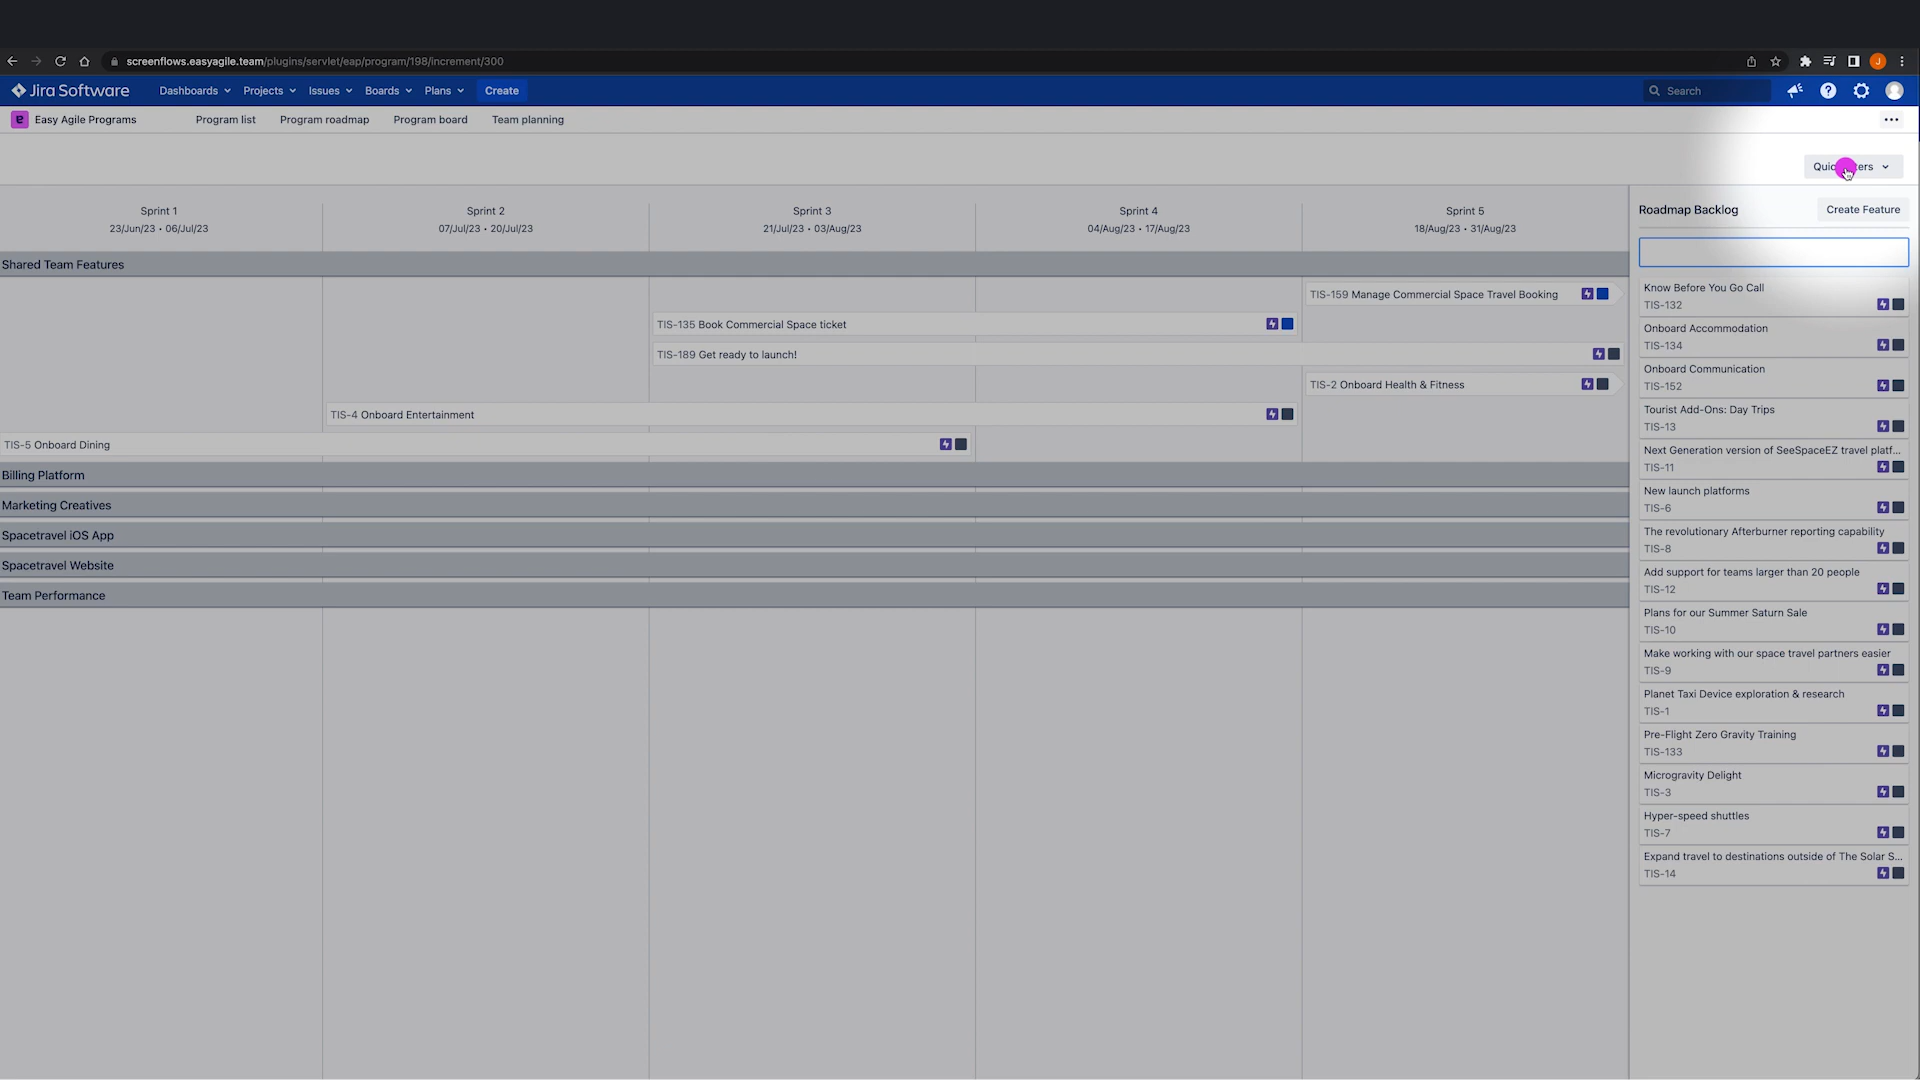 screenflows.easyagile.team/plugins/servlet/eap/program/198/increment/300
J
Jira Software
Dashboards
Projects
Issues
Boards
Plans
Create
Search
Easy Agile Programs
Program list
Program roadmap
Program board
Team planning
Sprint 1
23/Jun/23 • 06/Jul/23
Sprint 2
07/Jul/23 • 20/Jul/23
Sprint 3
21/Jul/23 • 03/Aug/23
Sprint 4
04/Aug/23 • 17/Aug/23
Sprint 5
18/Aug/23 • 31/Aug/23
Shared Team Features
TIS-159 Manage Commercial Space Travel Booking
TIS-135 Book Commercial Space ticket
TIS-189 Get ready to launch!
TIS-2 Onboard Health & Fitness
TIS-4 Onboard Entertainment
TIS-5 Onboard Dining
Billing Platform
Marketing Creatives
Spacetravel iOS App
Spacetravel Website
Team Performance
Roadmap Backlog
Create Feature
Know Before You Go Call
TIS-132
Onboard Accommodation
TIS-134
Onboard Communication
TIS-152
Tourist Add-Ons: Day Trips
TIS-13
Next Generation version of SeeSpaceEZ travel platf...
TIS-11
New launch platforms
TIS-6
The revolutionary Afterburner reporting capability
TIS-8
Add support for teams larger than 20 people
TIS-12
Plans for our Summer Saturn Sale
TIS-10
Make working with our space travel partners easier
TIS-9
Planet Taxi Device exploration & research
TIS-1
Pre-Flight Zero Gravity Training
TIS-133
Microgravity Delight
TIS-3
Hyper-speed shuttles
TIS-7
Expand travel to destinations outside of The Solar S...
TIS-14